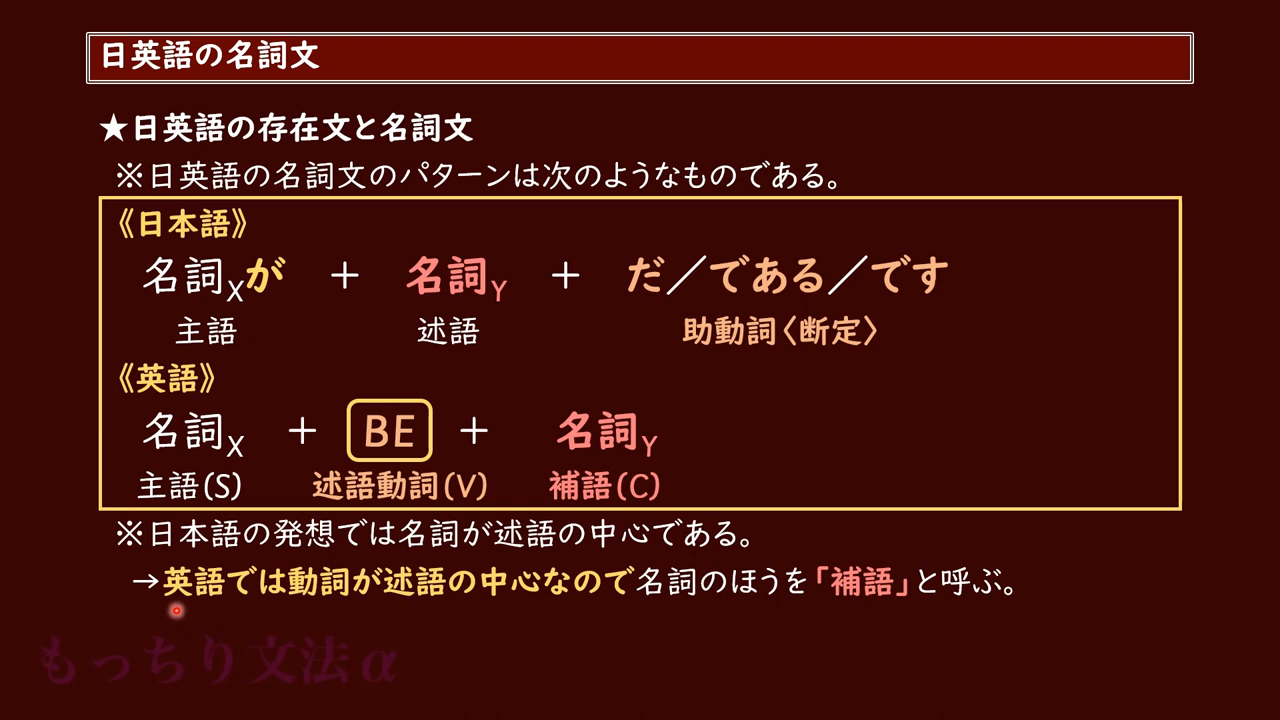 日英語の名詞文
★日英語の存在文と名詞文
※日英語の名詞文のパターンは次のようなものである。
《日本語》
名詞Xが ＋ 名詞Y ＋ だ／である／です
主語 述語 助動詞〈断定〉
《英語》
名詞X ＋ BE ＋ 名詞Y
主語(S) 述語動詞(V) 補語(C)
※日本語の発想では名詞が述語の中心である。
→英語では動詞が述語の中心なので名詞のほうを「補語」と呼ぶ。
もっちり文法α